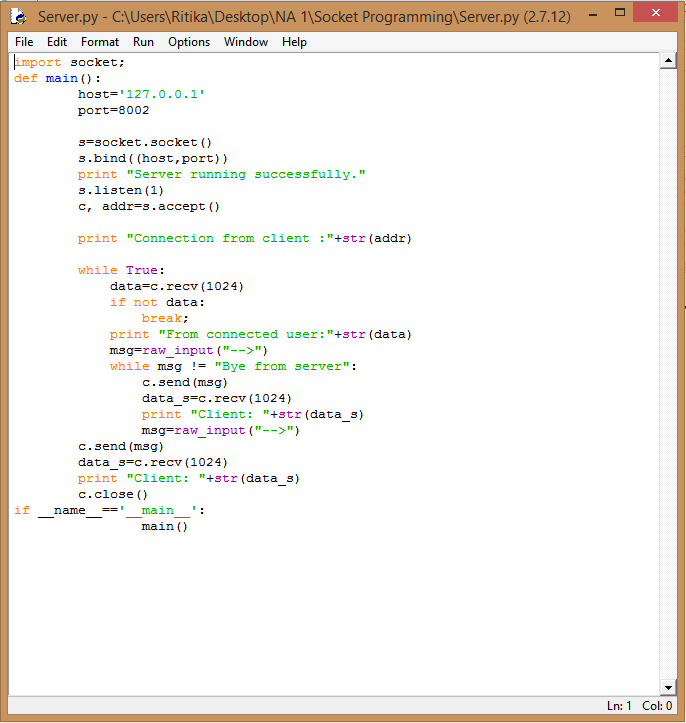 Server.py - C:\Users\Ritika\Desktop\NA 1\Socket Programming\Server.py (2.7.12)
File Edit Format Run Options Window Help
import socket;
def main():
        host='127.0.0.1'
        port=8002

        s=socket.socket()
        s.bind((host,port))
        print "Server running successfully."
        s.listen(1)
        c, addr=s.accept()

        print "Connection from client :"+str(addr)

        while True:
            data=c.recv(1024)
            if not data:
                break;
            print "From connected user:"+str(data)
            msg=raw_input("-->")
            while msg != "Bye from server":
                c.send(msg)
                data_s=c.recv(1024)
                print "Client: "+str(data_s)
                msg=raw_input("-->")
        c.send(msg)
        data_s=c.recv(1024)
        print "Client: "+str(data_s)
        c.close()
if __name__=='__main__':
                main()
Ln: 1 Col: 0